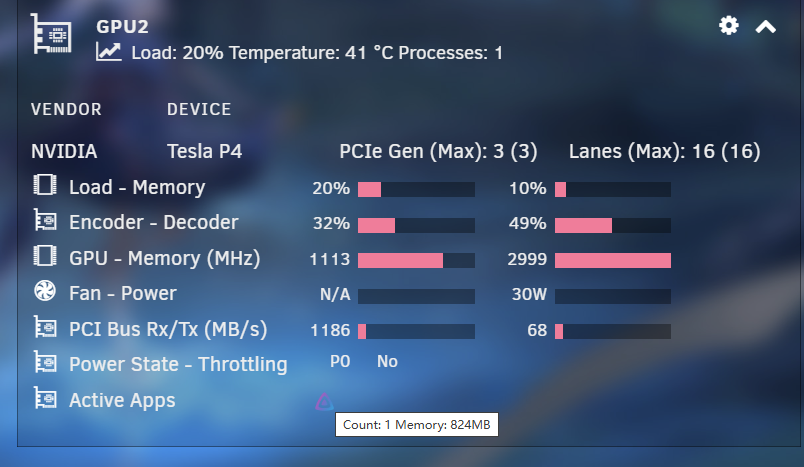 GPU2
Load: 20% Temperature: 41 °C Processes: 1
VENDOR DEVICE
NVIDIA Tesla P4 PCIe Gen (Max): 3 (3) Lanes (Max): 16 (16)
Load - Memory 20% 10%
Encoder - Decoder 32% 49%
GPU - Memory (MHz) 1113 2999
Fan - Power N/A 30W
PCI Bus Rx/Tx (MB/s) 1186 68
Power State - Throttling P0 No
Active Apps
Count: 1 Memory: 824MB